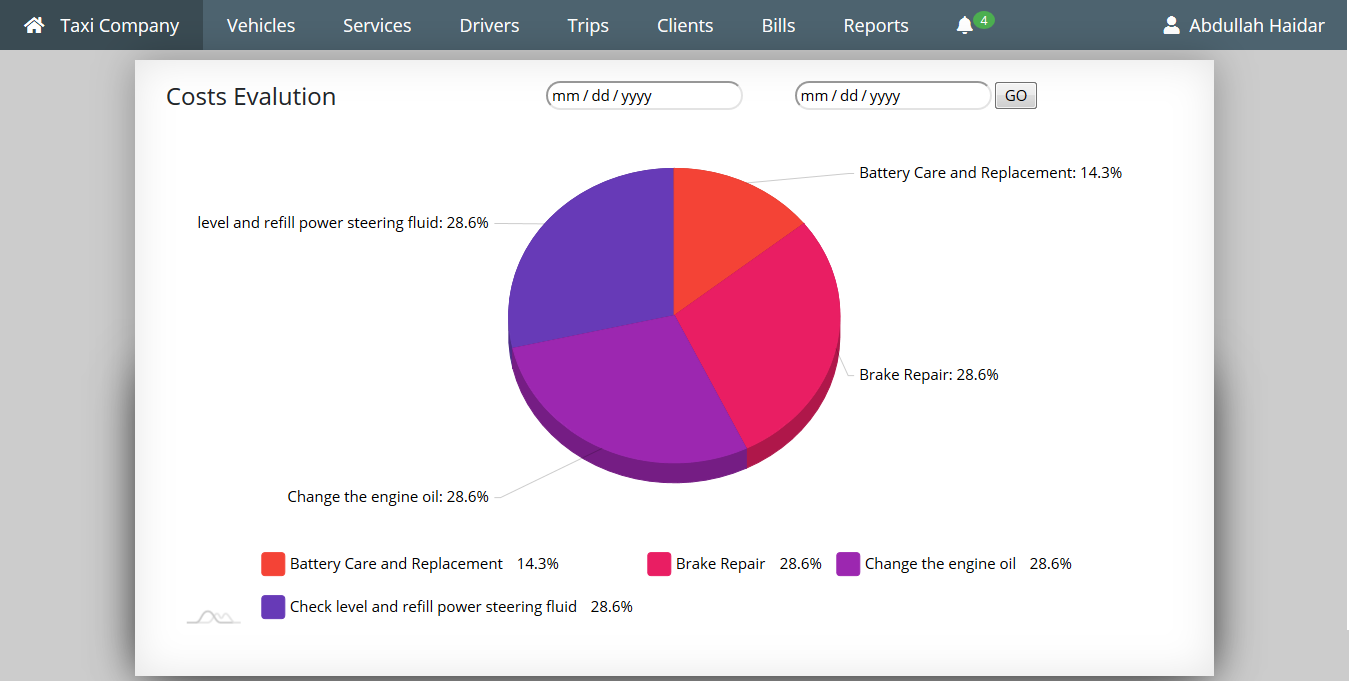 Taxi Company Vehicles Services Drivers Trips Clients Bills Reports 4 Abdullah Haidar
Costs Evalution mm / dd / yyyy mm / dd / yyyy GO
Battery Care and Replacement: 14.3%
level and refill power steering fluid: 28.6%
Brake Repair: 28.6%
Change the engine oil: 28.6%
Battery Care and Replacement 14.3% Brake Repair 28.6% Change the engine oil 28.6%
Check level and refill power steering fluid 28.6%